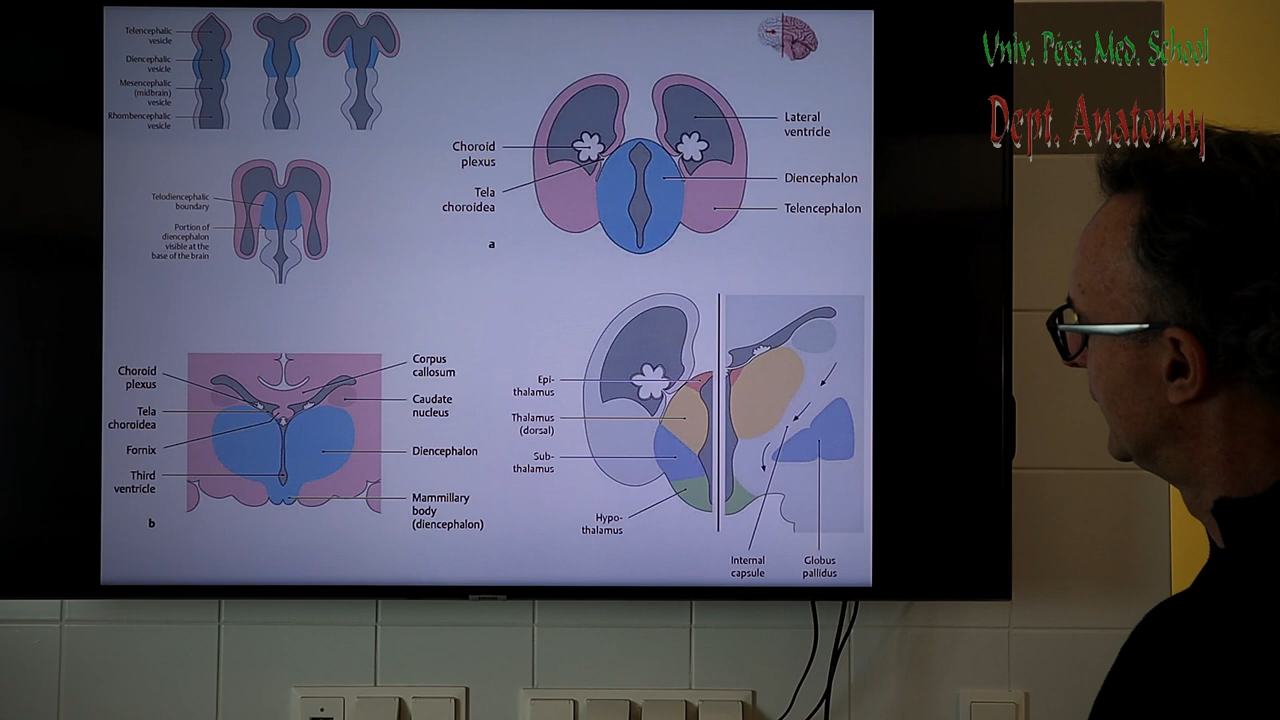 Univ. Pécs. Med. School
Dept. Anatomy
Telencephalic
vesicle
Diencephalic
vesicle
Mesencephalic
(midbrain)
vesicle
Rhombencephalic
vesicle
Telodiencephalic
boundary
Portion of
diencephalon
visible at the
base of the brain
Choroid
plexus
Tela
choroidea
a
Lateral
ventricle
Diencephalon
Telencephalon
Choroid
plexus
Tela
choroidea
Fornix
Third
ventricle
b
Corpus
callosum
Caudate
nucleus
Diencephalon
Mammillary
body
(diencephalon)
Epi-
thalamus
Thalamus
(dorsal)
Sub-
thalamus
Hypo-
thalamus
Internal
capsule
Globus
pallidus